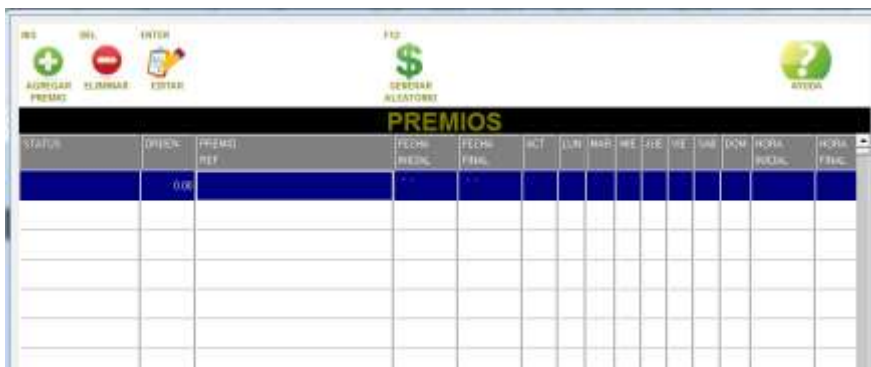 INS DEL ENTER F12
AGREGAR PREMIO ELIMINAR EDITAR GENERAR ALEATORIO AYUDA
PREMIOS
STATUS ORDEN PREMIO FECHA FECHA ACT LUN MAR MIE JUE VIE SAB DOM HORA HORA
REF INICIAL FINAL INICIAL FINAL
0.00